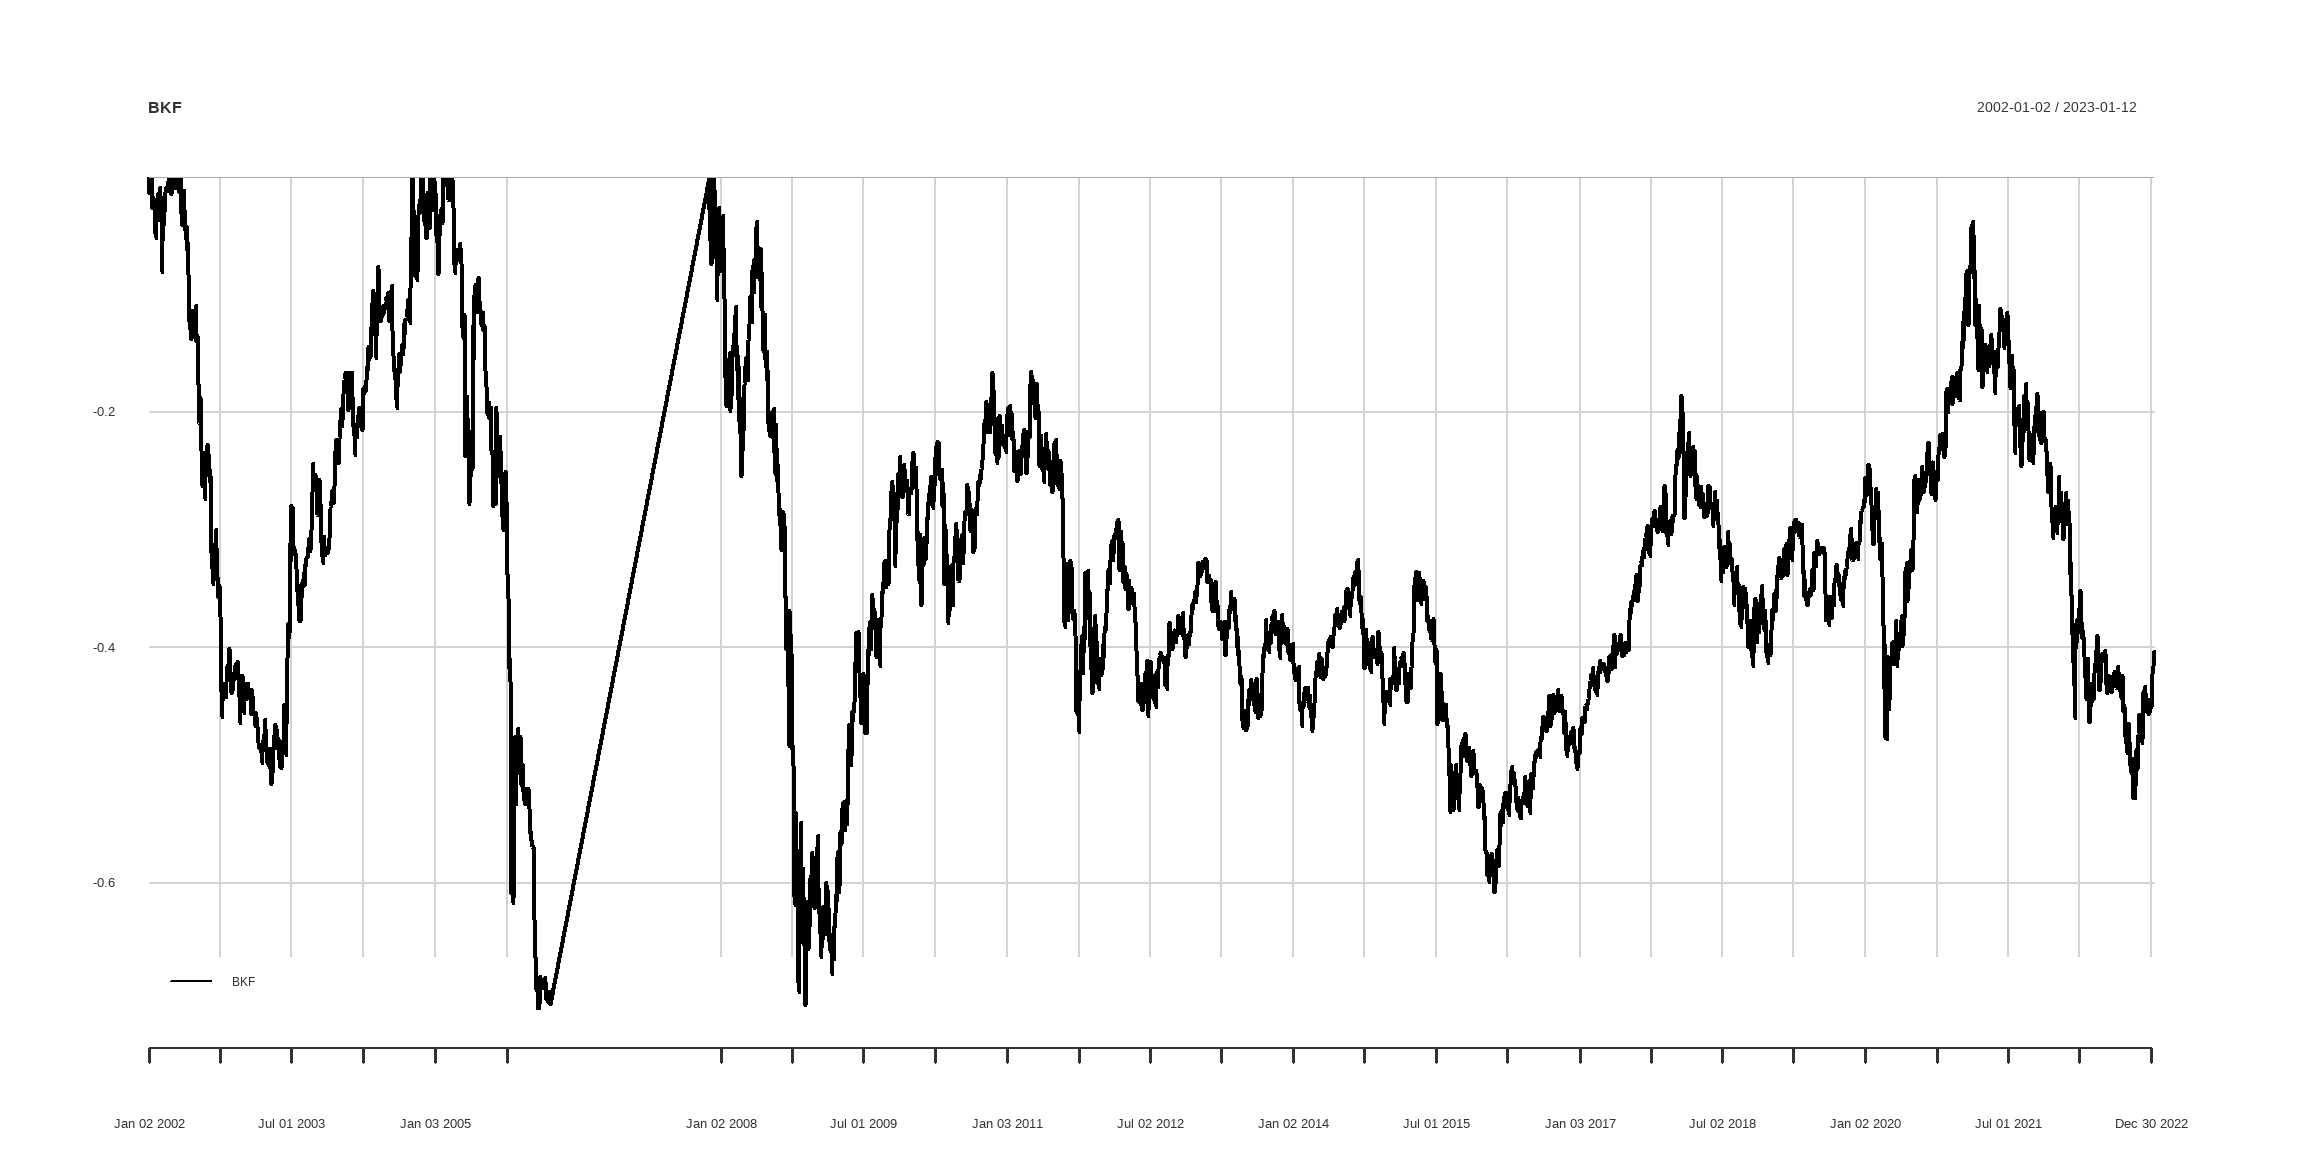 BKF
2002-01-02 / 2023-01-12
-0.2
-0.4
-0.6
BKF
Jan 02 2002
Jul 01 2003
Jan 03 2005
Jan 02 2008
Jul 01 2009
Jan 03 2011
Jul 02 2012
Jan 02 2014
Jul 01 2015
Jan 03 2017
Jul 02 2018
Jan 02 2020
Jul 01 2021
Dec 30 2022